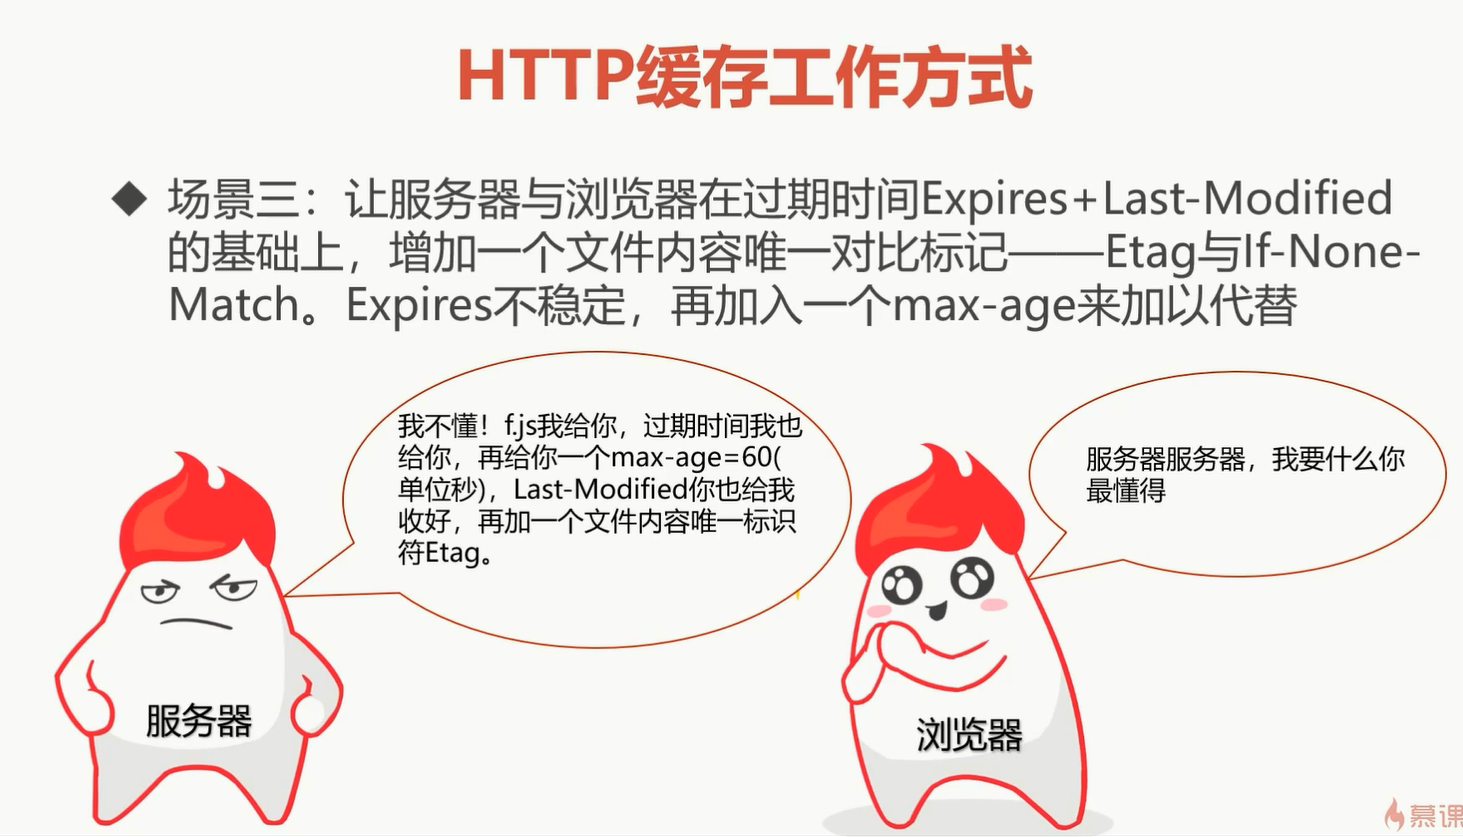 HTTP缓存工作方式
场景三：让服务器与浏览器在过期时间Expires+Last-Modified
的基础上，增加一个文件内容唯一对比标记——Etag与If-None-
Match。Expires不稳定，再加入一个max-age来加以代替
我不懂！f.js我给你，过期时间我也
给你，再给你一个max-age=60(
单位秒)，Last-Modified你也给我
收好，再加一个文件内容唯一标识
符Etag。
服务器服务器，我要什么你
最懂得
服务器
浏览器
慕课